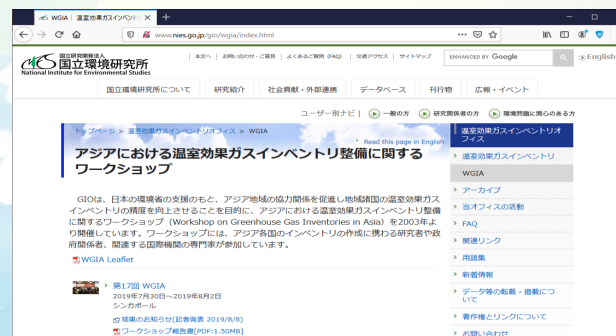 WGIA | 温室効果ガスインベントリ
www.nies.go.jp/gio/wgia/index.html
本文へ | お問い合わせ・ご意見 | よくあるご質問 (FAQ) | 交通アクセス | サイトマップ
ENHANCED BY Google
English
国立研究開発法人
国立環境研究所
National Institute for Environmental Studies
国立環境研究所について 研究紹介 社会貢献・外部連携 データベース 刊行物 広報・イベント
ユーザー別ナビ | 一般の方 研究関係者の方 環境問題に関心のある方
トップページ > 温室効果ガスインベントリオフィス > WGIA
Read this page in English
アジアにおける温室効果ガスインベントリ整備に関する
ワークショップ
GIOは、日本の環境省の支援のもと、アジア地域の協力関係を促進し地域諸国の温室効果ガス
インベントリの精度を向上させることを目的に、アジアにおける温室効果ガスインベントリ整備
に関するワークショップ（Workshop on Greenhouse Gas Inventories in Asia）を2003年よ
り開催しています。ワークショップには、アジア各国のインベントリの作成に携わる研究者や政
府関係者、関連する国際機関の専門家が参加しています。
WGIA Leaflet
第17回 WGIA
2019年7月30日～2019年8月2日
シンガポール
結果のお知らせ(記者発表 2019/8/8)
ワークショップ報告書[PDF:1.50MB]
温室効果ガスインベントリオ
フィス
温室効果ガスインベントリ
WGIA
アーカイブ
当オフィスの活動
FAQ
関連リンク
用語集
新着情報
データ等の転載・掲載につ
いて
著作権とリンクについて
お問い合わせ